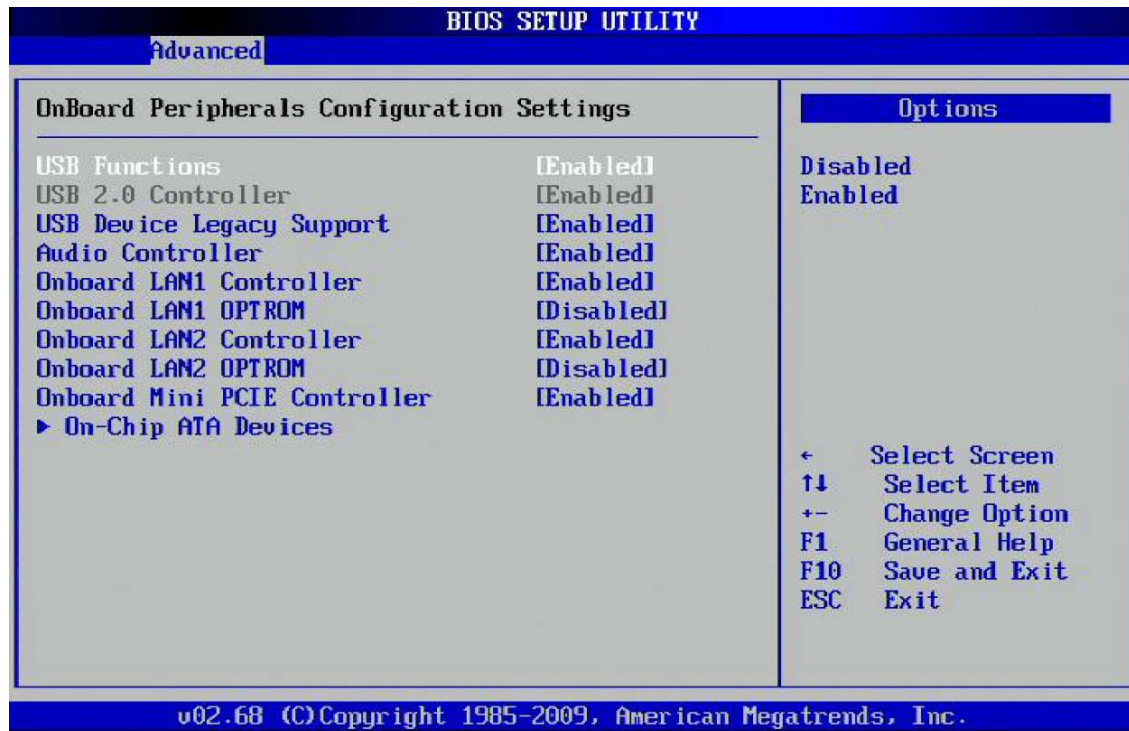 BIOS SETUP UTILITY
Advanced
OnBoard Peripherals Configuration Settings
USB Functions [Enabled]
USB 2.0 Controller [Enabled]
USB Device Legacy Support [Enabled]
Audio Controller [Enabled]
Onboard LAN1 Controller [Enabled]
Onboard LAN1 OPTROM [Disabled]
Onboard LAN2 Controller [Enabled]
Onboard LAN2 OPTROM [Disabled]
Onboard Mini PCIE Controller [Enabled]
▶ On-Chip ATA Devices
Options
Disabled
Enabled
← Select Screen
↑↓ Select Item
+- Change Option
F1 General Help
F10 Save and Exit
ESC Exit
v02.68 (C)Copyright 1985-2009, American Megatrends, Inc.